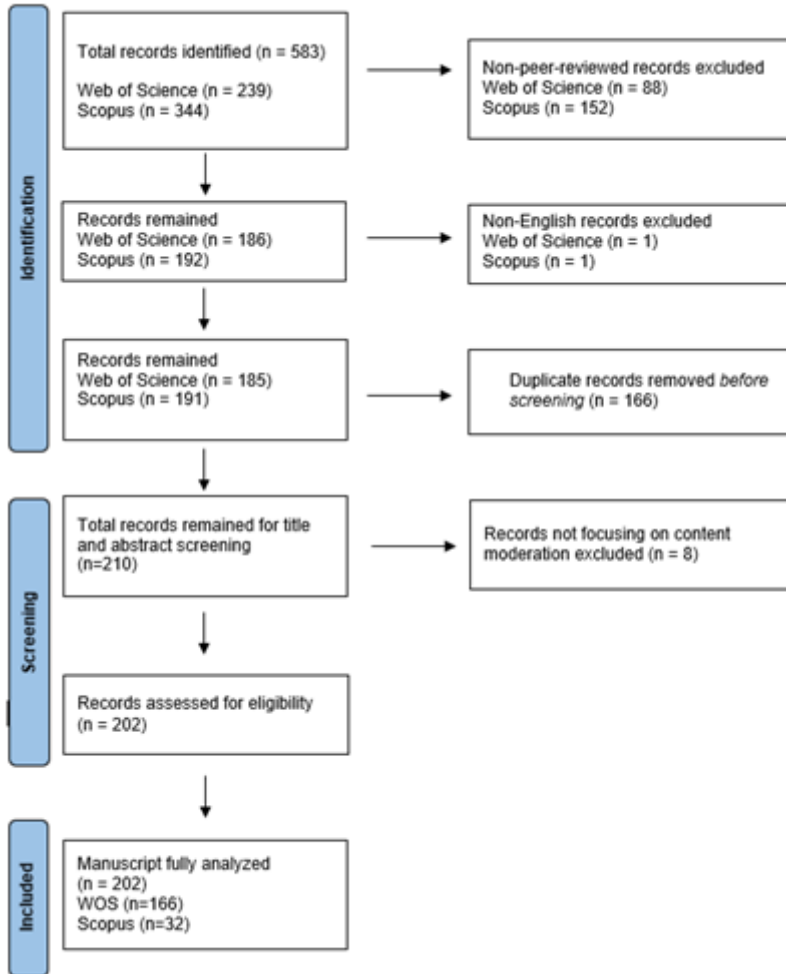 Identification
Total records identified (n = 583)
Web of Science (n = 239)
Scopus (n = 344)
Non-peer-reviewed records excluded
Web of Science (n = 88)
Scopus (n = 152)
Records remained
Web of Science (n = 186)
Scopus (n = 192)
Non-English records excluded
Web of Science (n = 1)
Scopus (n = 1)
Records remained
Web of Science (n = 185)
Scopus (n = 191)
Duplicate records removed before
screening (n = 166)
Screening
Total records remained for title
and abstract screening
(n=210)
Records not focusing on content
moderation excluded (n = 8)
Records assessed for eligibility
(n = 202)
Included
Manuscript fully analyzed
(n = 202)
WOS (n=166)
Scopus (n=32)